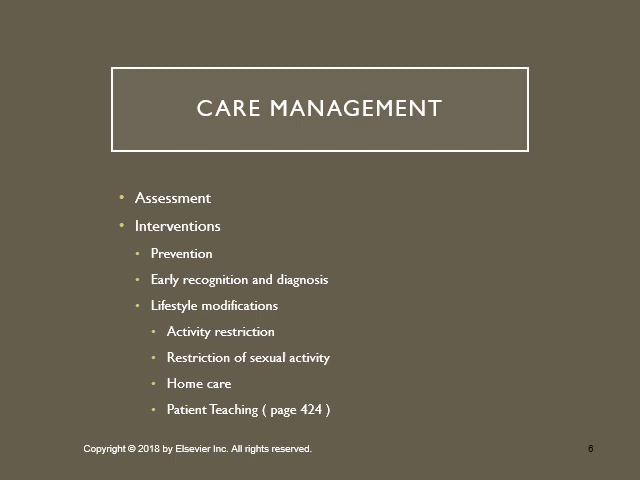 CARE MANAGEMENT
• Assessment
• Interventions
• Prevention
• Early recognition and diagnosis
• Lifestyle modifications
• Activity restriction
• Restriction of sexual activity
• Home care
• Patient Teaching ( page 424 )
Copyright © 2018 by Elsevier Inc. All rights reserved.
6